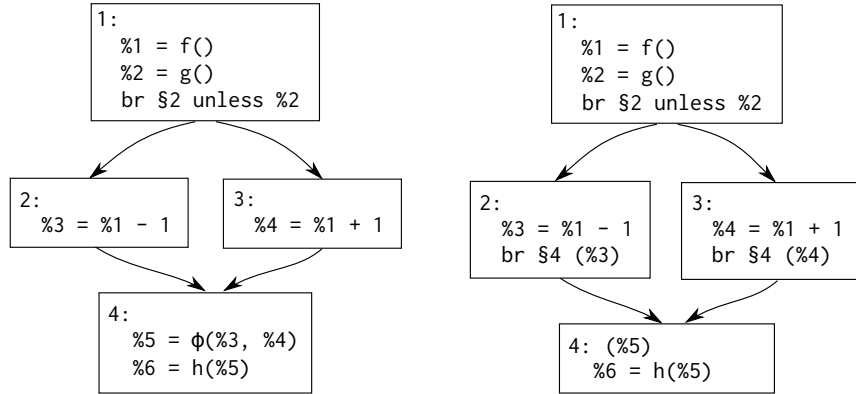 1:
%1 = f()
%2 = g()
br §2 unless %2
2:
%3 = %1 - 1
3:
%4 = %1 + 1
4:
%5 = ϕ(%3, %4)
%6 = h(%5)
1:
%1 = f()
%2 = g()
br §2 unless %2
2:
%3 = %1 - 1
br §4 (%3)
3:
%4 = %1 + 1
br §4 (%4)
4: (%5)
%6 = h(%5)